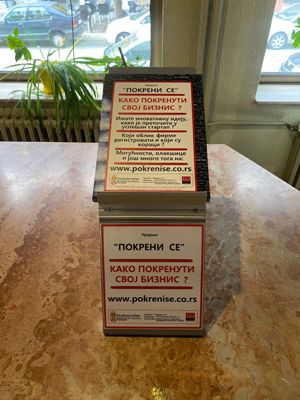 Пројекат
"ПОКРЕНИ СЕ"
КАКО ПОКРЕНУТИ
СВОЈ БИЗНИС ?
Имате иновативну идеју,
како је преточити у
успешан стартап ?
Који облик фирме
регистровати и који су
кораци ?
Могућности, олакшице
и још много тога на:
www.pokrenise.co.rs
Пројекат
"ПОКРЕНИ СЕ"
КАКО ПОКРЕНУТИ
СВОЈ БИЗНИС ?
www.pokrenise.co.rs